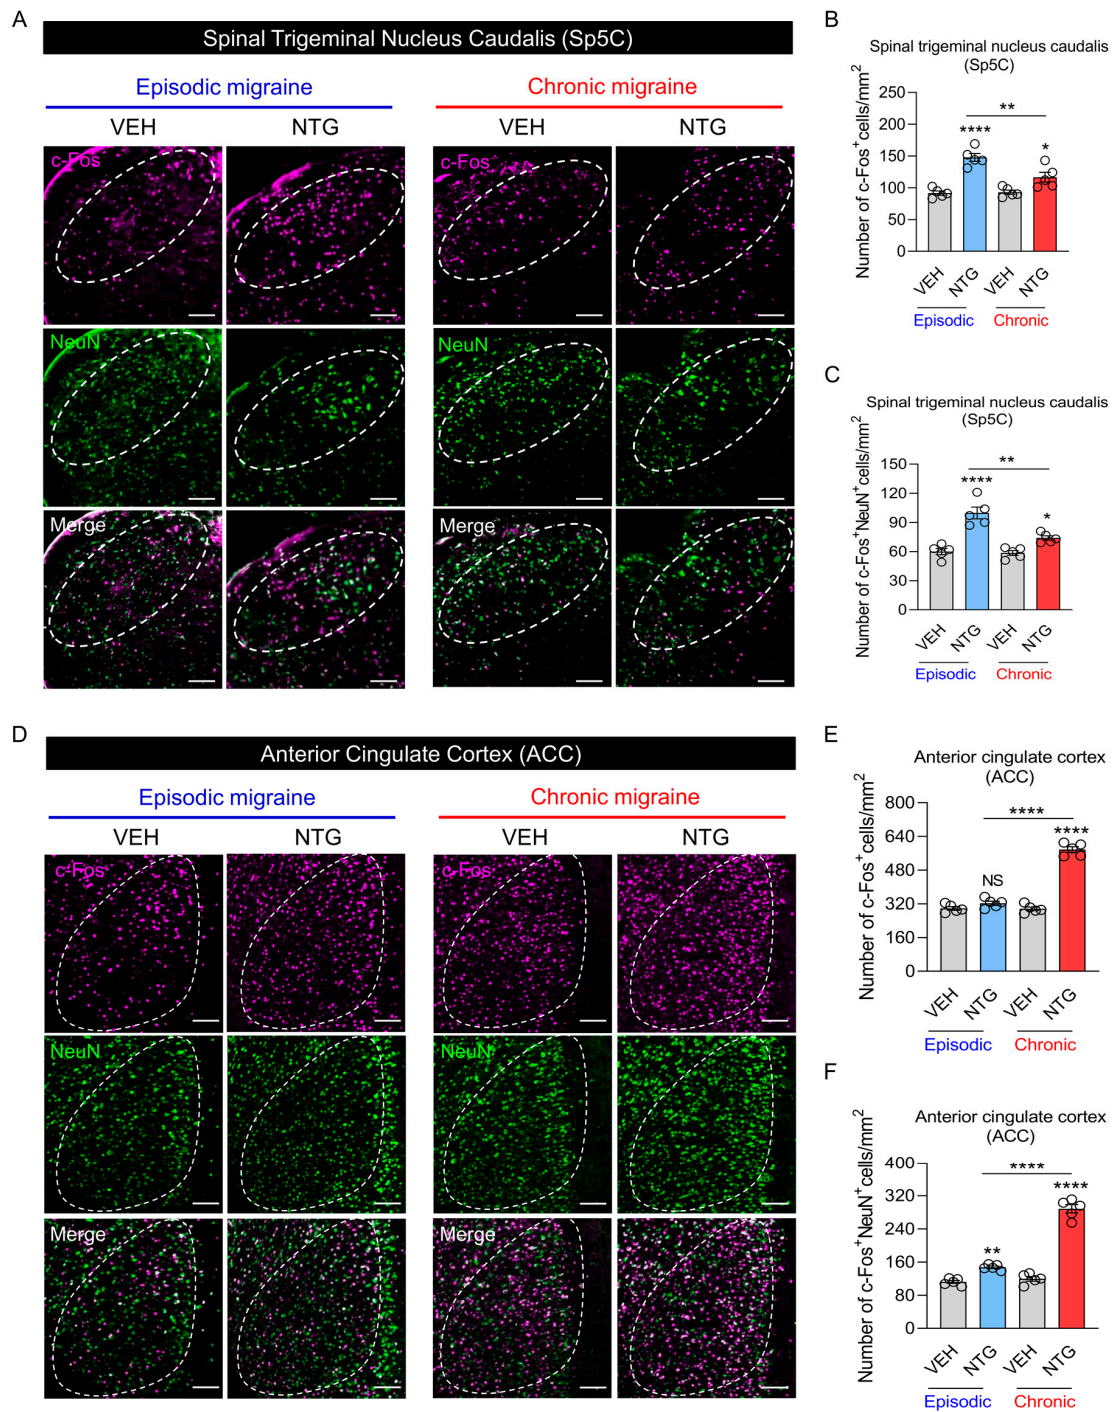 A
Spinal Trigeminal Nucleus Caudalis (Sp5C)
Episodic migraine
Chronic migraine
VEH
NTG
VEH
NTG
c-Fos
c-Fos
NeuN
NeuN
Merge
Merge
B
Spinal trigeminal nucleus caudalis
(Sp5C)
Number of c-Fos⁺cells/mm²
250
200
150
100
50
0
**
****
*
VEH
NTG
VEH
NTG
Episodic
Chronic
C
Spinal trigeminal nucleus caudalis
(Sp5C)
Number of c-Fos⁺NeuN⁺cells/mm²
150
120
90
60
30
0
**
****
*
VEH
NTG
VEH
NTG
Episodic
Chronic
D
Anterior Cingulate Cortex (ACC)
Episodic migraine
Chronic migraine
VEH
NTG
VEH
NTG
c-Fos
c-Fos
NeuN
NeuN
Merge
Merge
E
Anterior cingulate cortex
(ACC)
Number of c-Fos⁺cells/mm²
800
640
480
320
160
0
****
****
NS
VEH
NTG
VEH
NTG
Episodic
Chronic
F
Anterior cingulate cortex
(ACC)
Number of c-Fos⁺NeuN⁺cells/mm²
400
320
240
160
80
0
****
****
**
VEH
NTG
VEH
NTG
Episodic
Chronic